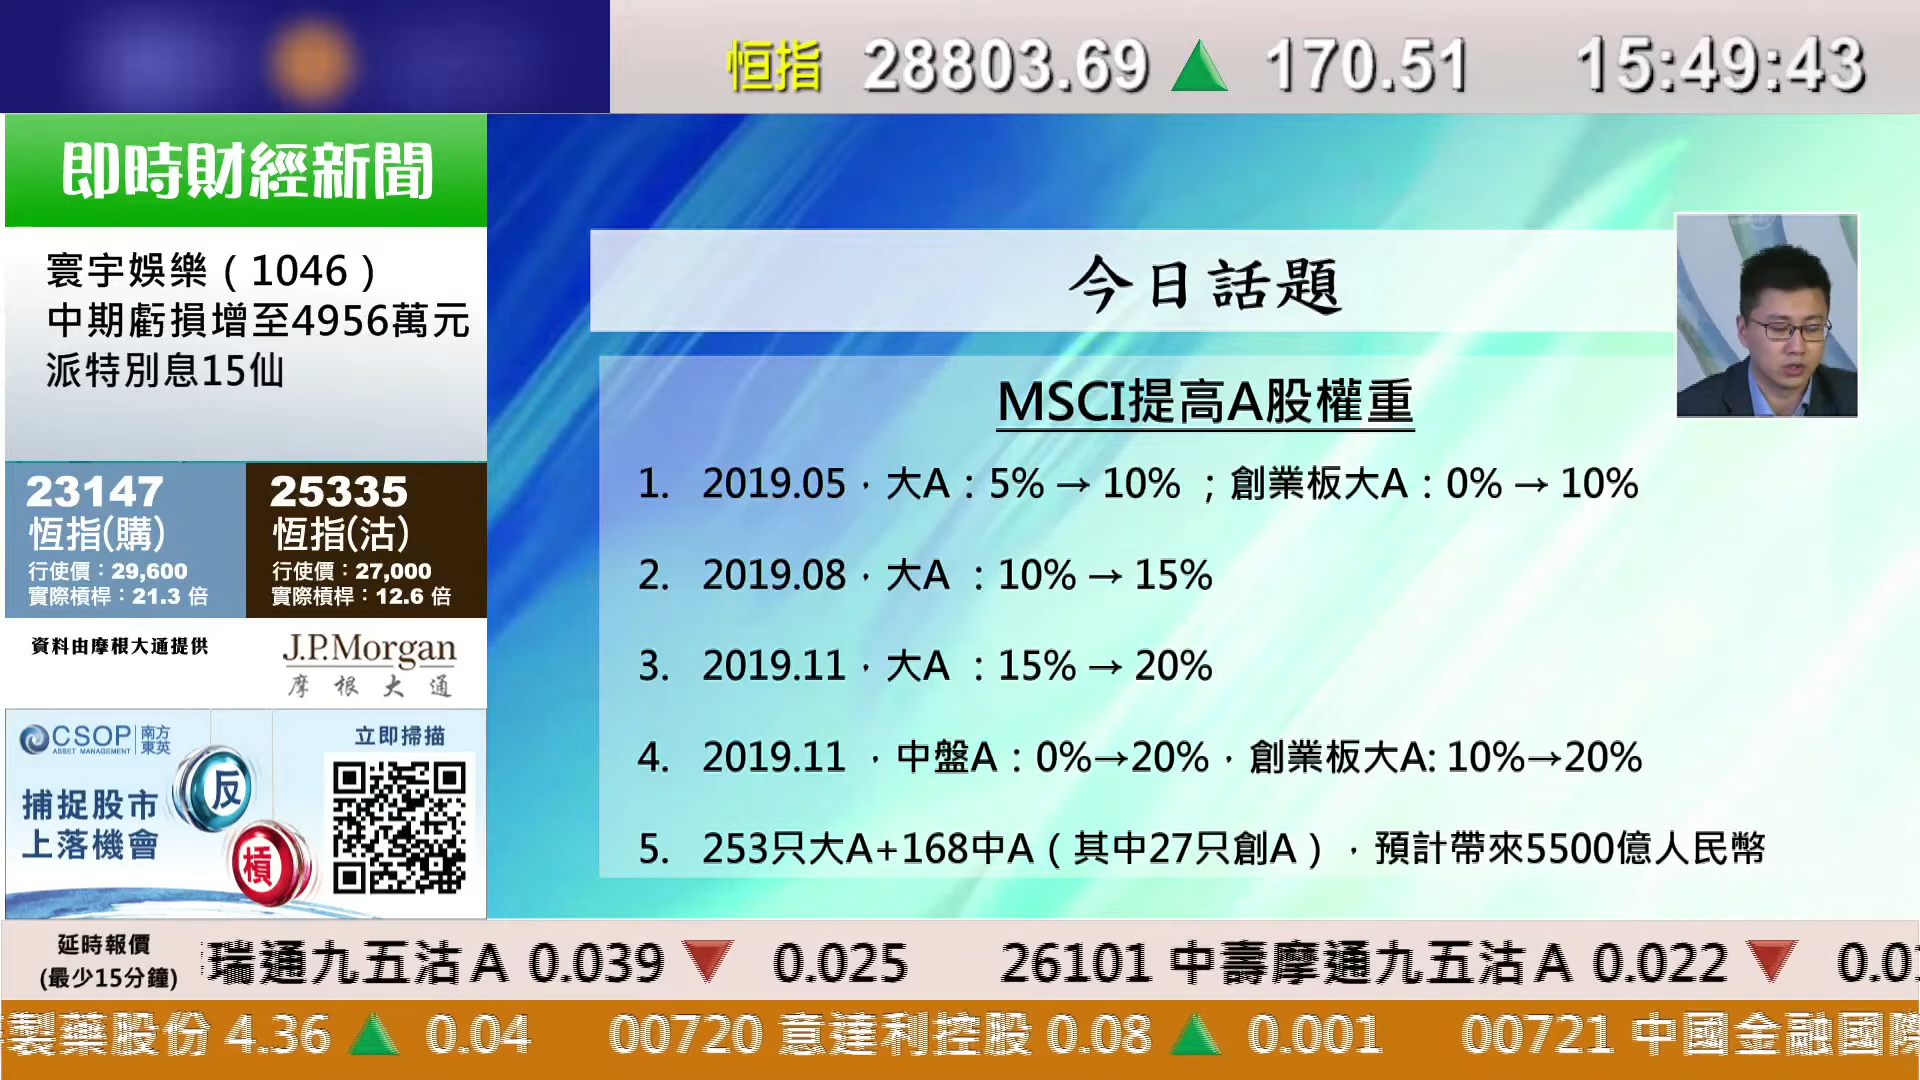 恒指 28803.69 ▲ 170.51 15:49:43
即時財經新聞
寰宇娛樂（1046）
中期虧損增至4956萬元
派特別息15仙
23147
恆指(購)
行使價：29,600
實際槓桿：21.3 倍
25335
恆指(沽)
行使價：27,000
實際槓桿：12.6 倍
資料由摩根大通提供
J.P.Morgan
摩根大通
CSOP 南方東英
ASSET MANAGEMENT
立即掃描
捕捉股市
上落機會
反
槓
今日話題
MSCI提高A股權重
1. 2019.05，大A：5%→10% ；創業板大A：0%→10%
2. 2019.08，大A ：10%→15%
3. 2019.11，大A ：15%→20%
4. 2019.11 ，中盤A：0%→20%，創業板大A: 10%→20%
5. 253只大A+168中A（其中27只創A），預計帶來5500億人民幣
延時報價
(最少15分鐘)
瑞通九五沽A 0.039 ▼ 0.025 26101 中壽摩通九五沽A 0.022 ▼
製藥股份 4.36 ▲ 0.04 00720 意達利控股 0.08 ▲ 0.001 00721 中國金融國際